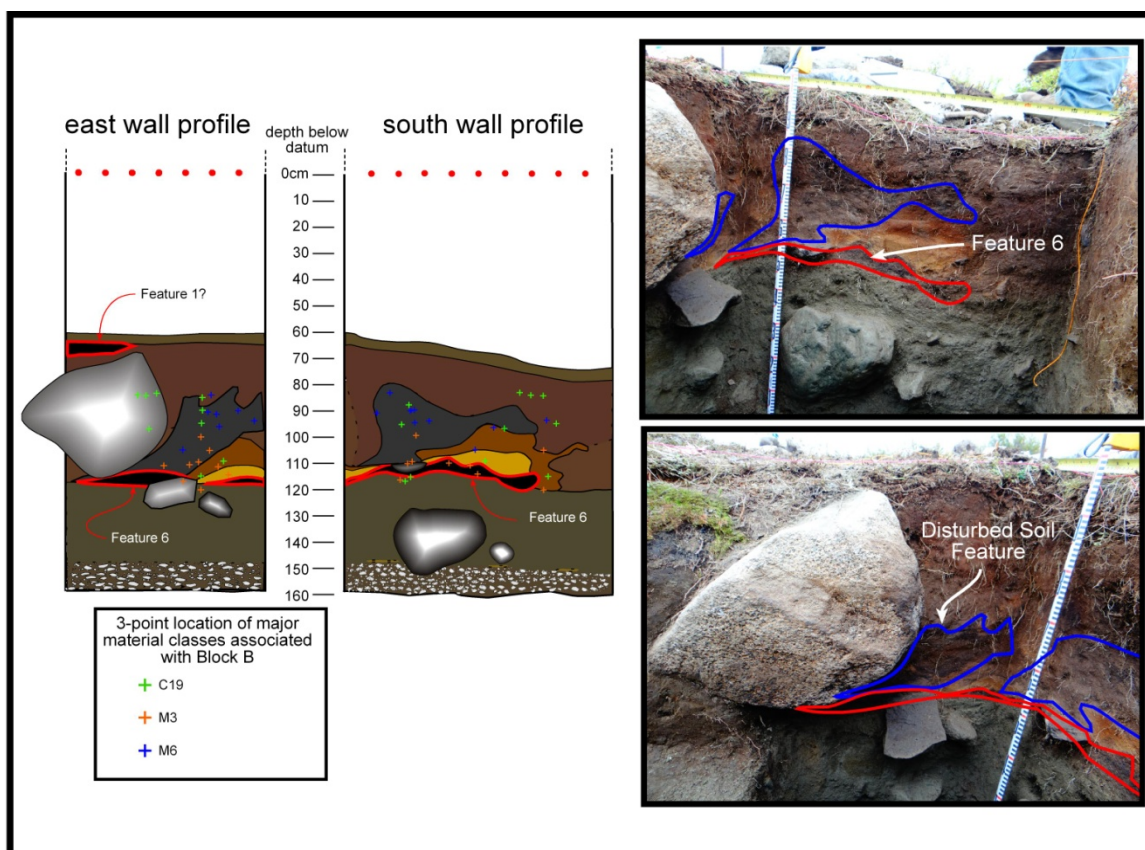 east wall profile
depth below
datum
south wall profile
0cm
10
20
30
40
50
60
70
80
90
100
110
120
130
140
150
160
Feature 1?
Feature 6
Feature 6
3-point location of major
material classes associated
with Block B
C19
M3
M6
Feature 6
Disturbed Soil
Feature